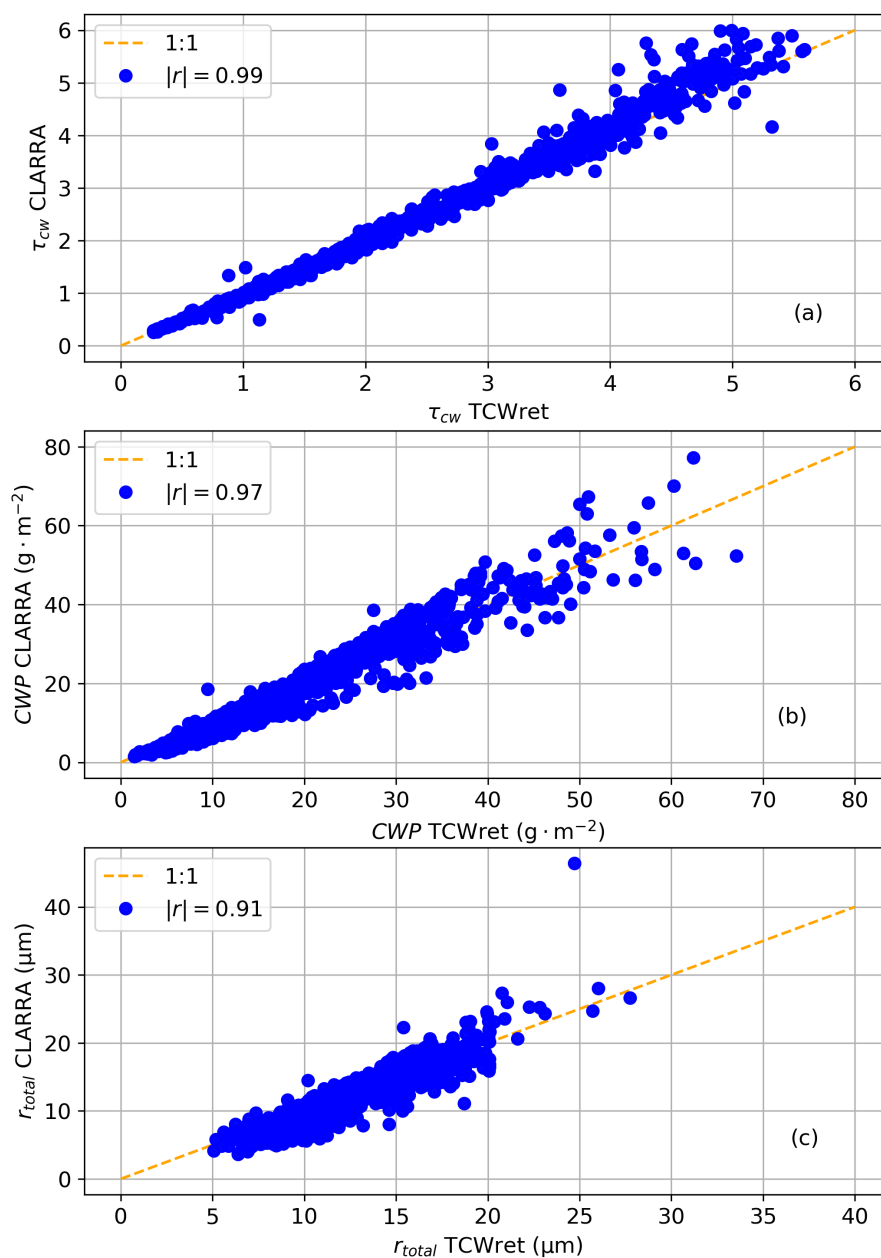 6
5
4
3
2
1
0
τcw CLARRA
1:1
|r| = 0.99
(a)
0 1 2 3 4 5 6
τcw TCWret
80
60
40
20
0
CWP CLARRA (g · m⁻²)
1:1
|r| = 0.97
(b)
0 10 20 30 40 50 60 70 80
CWP TCWret (g · m⁻²)
40
30
20
10
0
rtotal CLARRA (µm)
1:1
|r| = 0.91
(c)
0 5 10 15 20 25 30 35 40
rtotal TCWret (µm)